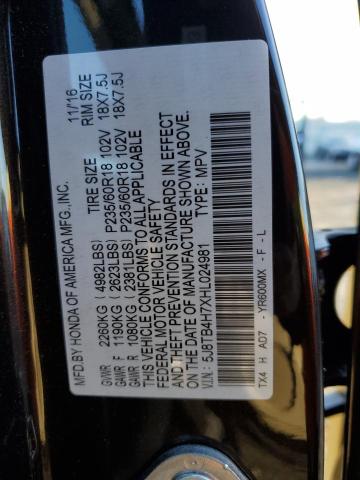 MFD.BY HONDA OF AMERICA MFG.,INC. 11/16
TIRE SIZE RIM SIZE
GVWR 2260KG (4982LBS) P235/60R18 102V 18X7.5J
GAWR F 1190KG (2623LBS) P235/60R18 102V 18X7.5J
GAWR R 1080KG (2381LBS)
THIS VEHICLE CONFORMS TO ALL APPLICABLE
FEDERAL MOTOR VEHICLE SAFETY
AND THEFT PREVENTION STANDARDS IN EFFECT
ON THE DATE OF MANUFACTURE SHOWN ABOVE.
V.I.N.: 5J8TB4H7XHL024981 TYPE: MPV
TX4 H AD7 -YR600MX -F -L